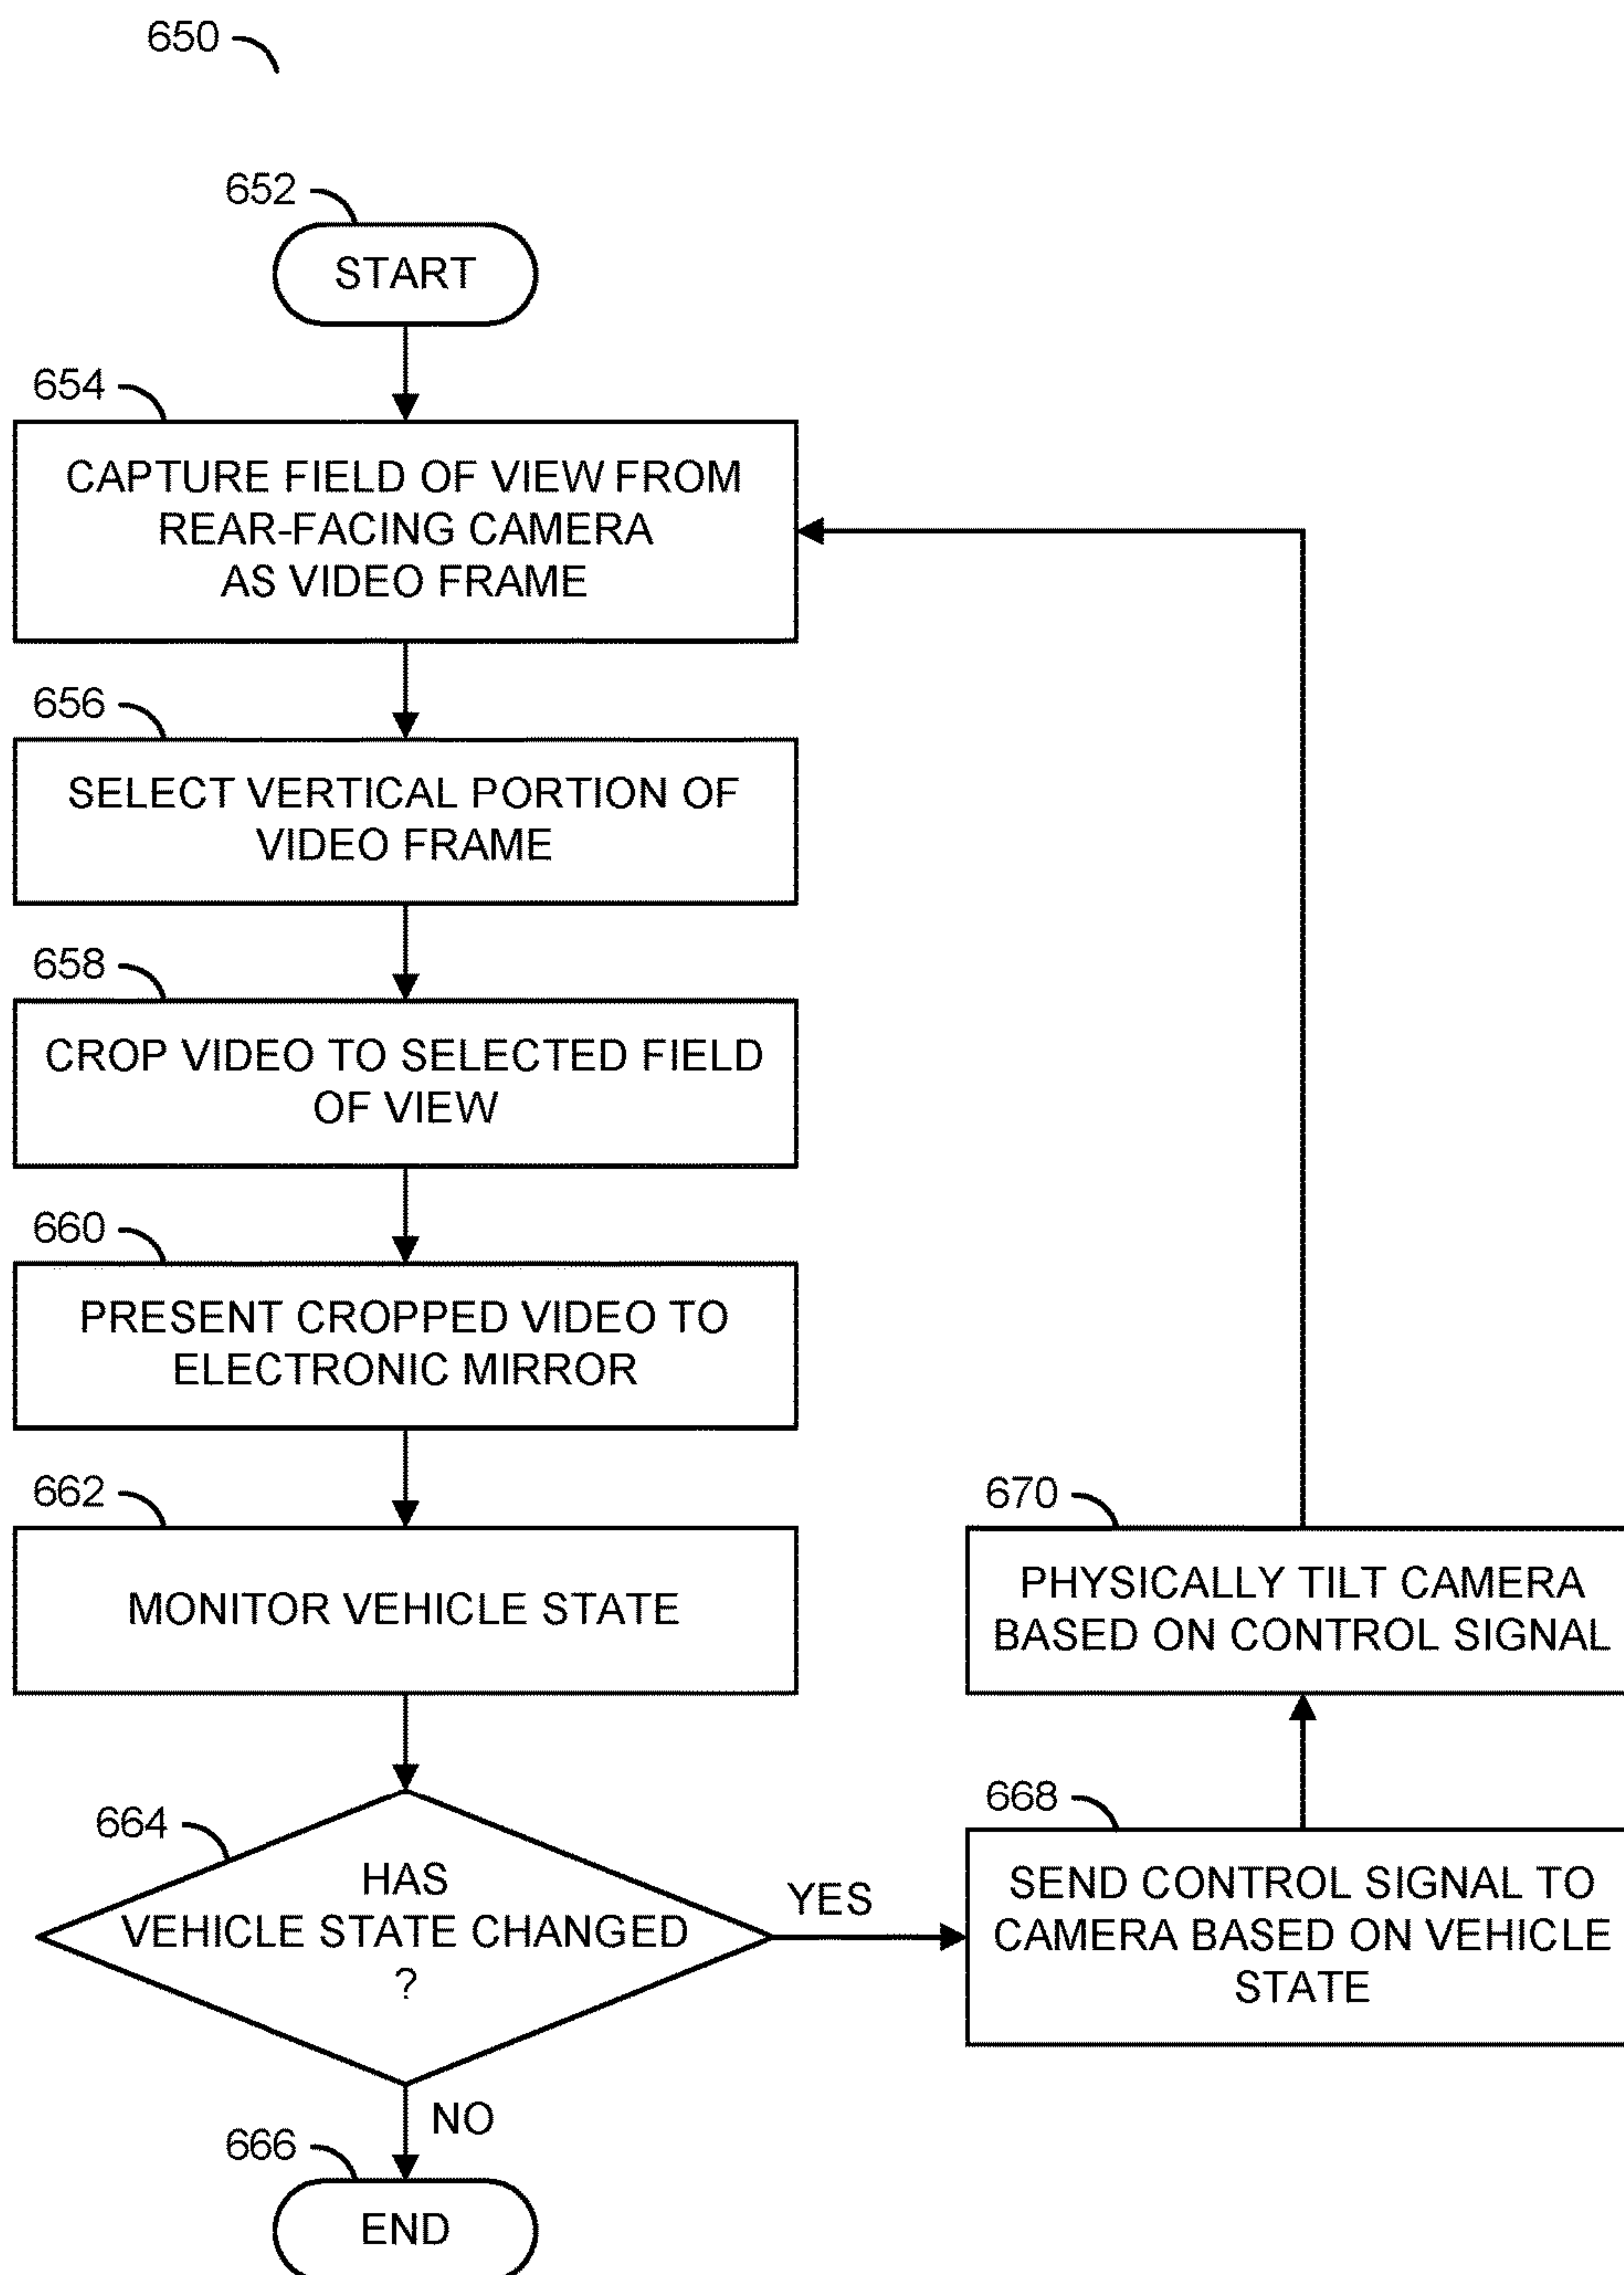 650
652
START
654
CAPTURE FIELD OF VIEW FROM
REAR-FACING CAMERA
AS VIDEO FRAME
656
SELECT VERTICAL PORTION OF
VIDEO FRAME
658
CROP VIDEO TO SELECTED FIELD
OF VIEW
660
PRESENT CROPPED VIDEO TO
ELECTRONIC MIRROR
662
MONITOR VEHICLE STATE
664
HAS
VEHICLE STATE CHANGED
?
YES
NO
666
END
668
SEND CONTROL SIGNAL TO
CAMERA BASED ON VEHICLE
STATE
670
PHYSICALLY TILT CAMERA
BASED ON CONTROL SIGNAL